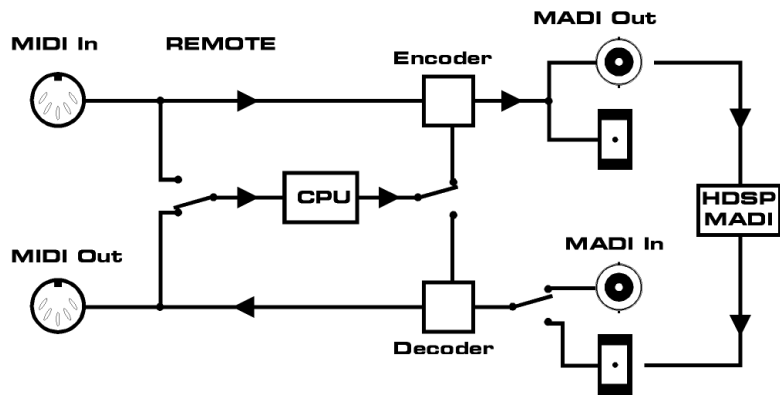 MADI Out
MIDI In
REMOTE
Encoder
CPU
HDSP
MADI
MIDI Out
MADI In
Decoder